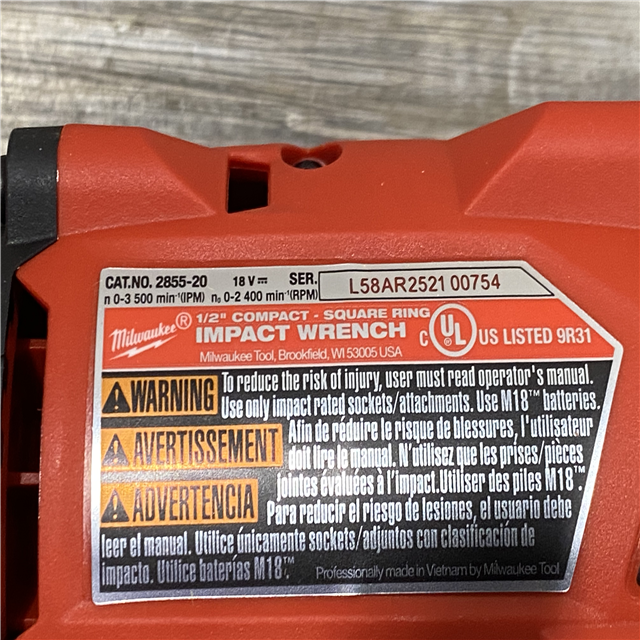 CAT.NO. 2855-20 18 V⎓ SER. L58AR2521 00754
n 0-3 500 min⁻¹(IPM) n₀ 0-2 400 min⁻¹(RPM)
Milwaukee® 1/2" COMPACT - SQUARE RING
IMPACT WRENCH
Milwaukee Tool, Brookfield, WI 53005 USA
C UL® US LISTED 9R31
WARNING To reduce the risk of injury, user must read operator's manual.
Use only impact rated sockets/attachments. Use M18™ batteries.
AVERTISSEMENT Afin de réduire le risque de blessures, l'utilisateur
doit lire le manual. N'utilisez que les prises/pièces
jointes évaluées à l'impact.Utiliser des piles M18™.
ADVERTENCIA Para reducir el riesgo de lesiones, el usuario debe
leer el manual. Utilice únicamente sockets/adjuntos con clasificación de
impacto. Utilice baterías M18™.
Professionally made in Vietnam by Milwaukee Tool